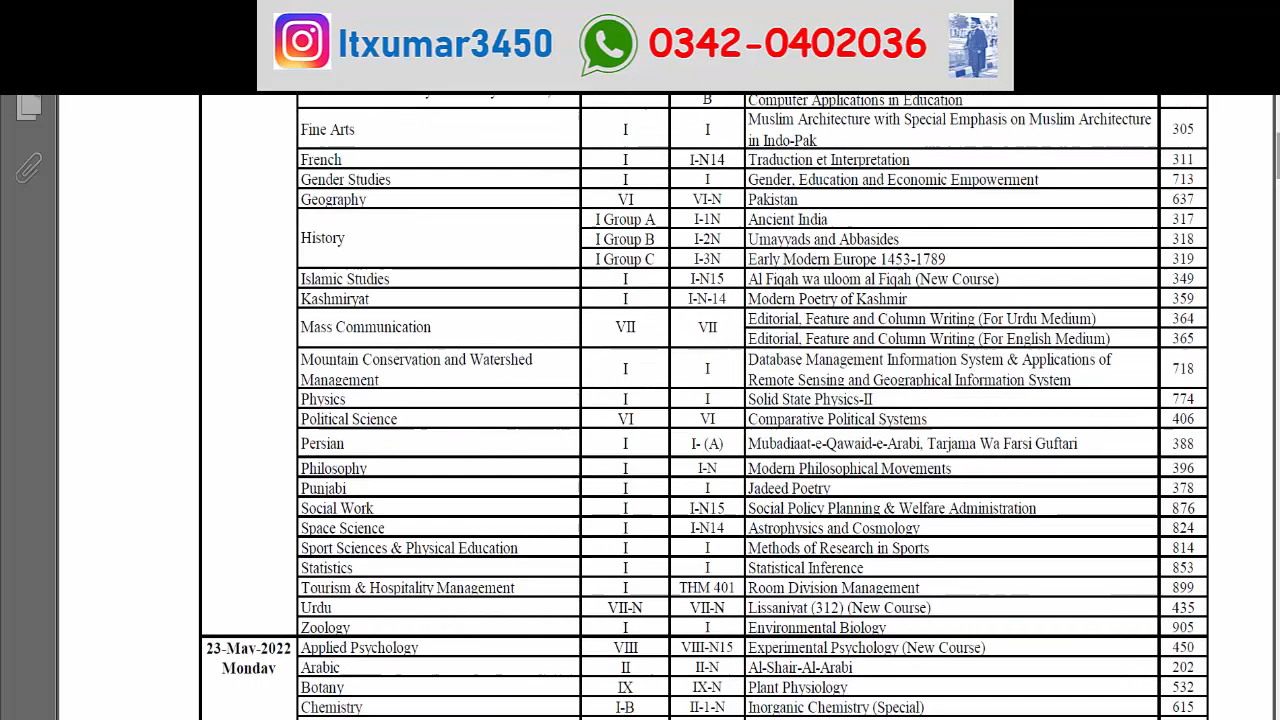 Itxumar3450 0342-0402036
B Computer Applications in Education
Fine Arts I I Muslim Architecture with Special Emphasis on Muslim Architecture in Indo-Pak 305
French I I-N14 Traduction et Interpretation 311
Gender Studies I I Gender, Education and Economic Empowerment 713
Geography VI VI-N Pakistan 637
History I Group A I-1N Ancient India 317
I Group B I-2N Umayyads and Abbasides 318
I Group C I-3N Early Modern Europe 1453-1789 319
Islamic Studies I I-N15 Al Fiqah wa uloom al Fiqah (New Course) 349
Kashmiryat I I-N-14 Modern Poetry of Kashmir 359
Mass Communication VII VII Editorial, Feature and Column Writing (For Urdu Medium) 364
Editorial, Feature and Column Writing (For English Medium) 365
Mountain Conservation and Watershed Management I I Database Management Information System & Applications of Remote Sensing and Geographical Information System 718
Physics I I Solid State Physics-II 774
Political Science VI VI Comparative Political Systems 406
Persian I I- (A) Mubadiaat-e-Qawaid-e-Arabi, Tarjama Wa Farsi Guftari 388
Philosophy I I-N Modern Philosophical Movements 396
Punjabi I I Jadeed Poetry 378
Social Work I I-N15 Social Policy Planning & Welfare Administration 876
Space Science I I-N14 Astrophysics and Cosmology 824
Sport Sciences & Physical Education I I Methods of Research in Sports 814
Statistics I I Statistical Inference 853
Tourism & Hospitality Management I THM 401 Room Division Management 899
Urdu VII-N VII-N Lissaniyat (312) (New Course) 435
Zoology I I Environmental Biology 905
23-May-2022 Applied Psychology VIII VIII-N15 Experimental Psychology (New Course) 450
Monday Arabic II II-N Al-Shair-Al-Arabi 202
Botany IX IX-N Plant Physiology 532
Chemistry I-B II-1-N Inorganic Chemistry (Special) 615